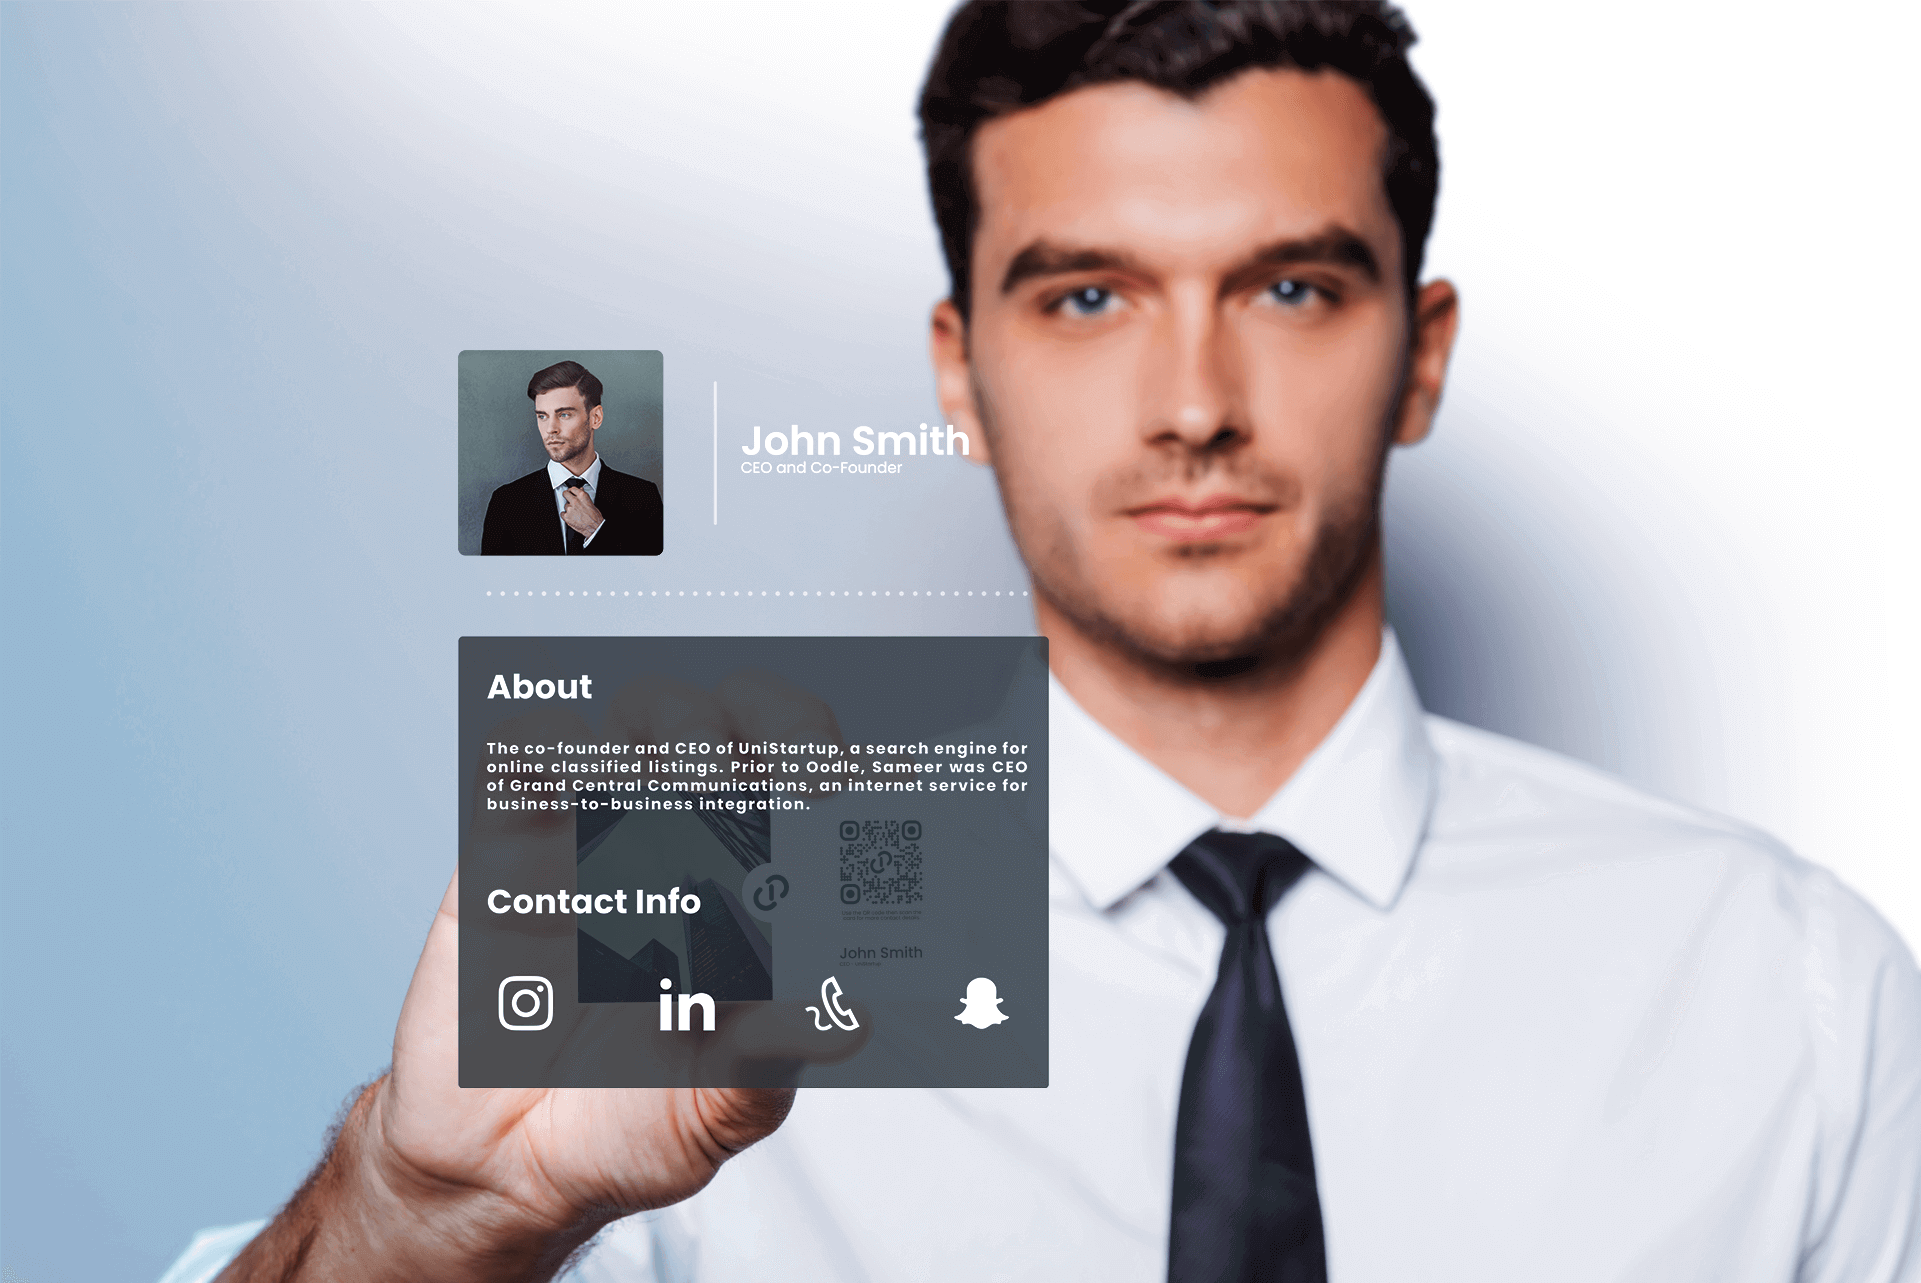 John Smith
CEO and Co-Founder
About
The co-founder and CEO of UniStartup, a search engine for
online classified listings. Prior to Oodle, Sameer was CEO
of Grand Central Communications, an internet service for
business-to-business integration.
Contact Info
John Smith
CEO - UniStartup
in